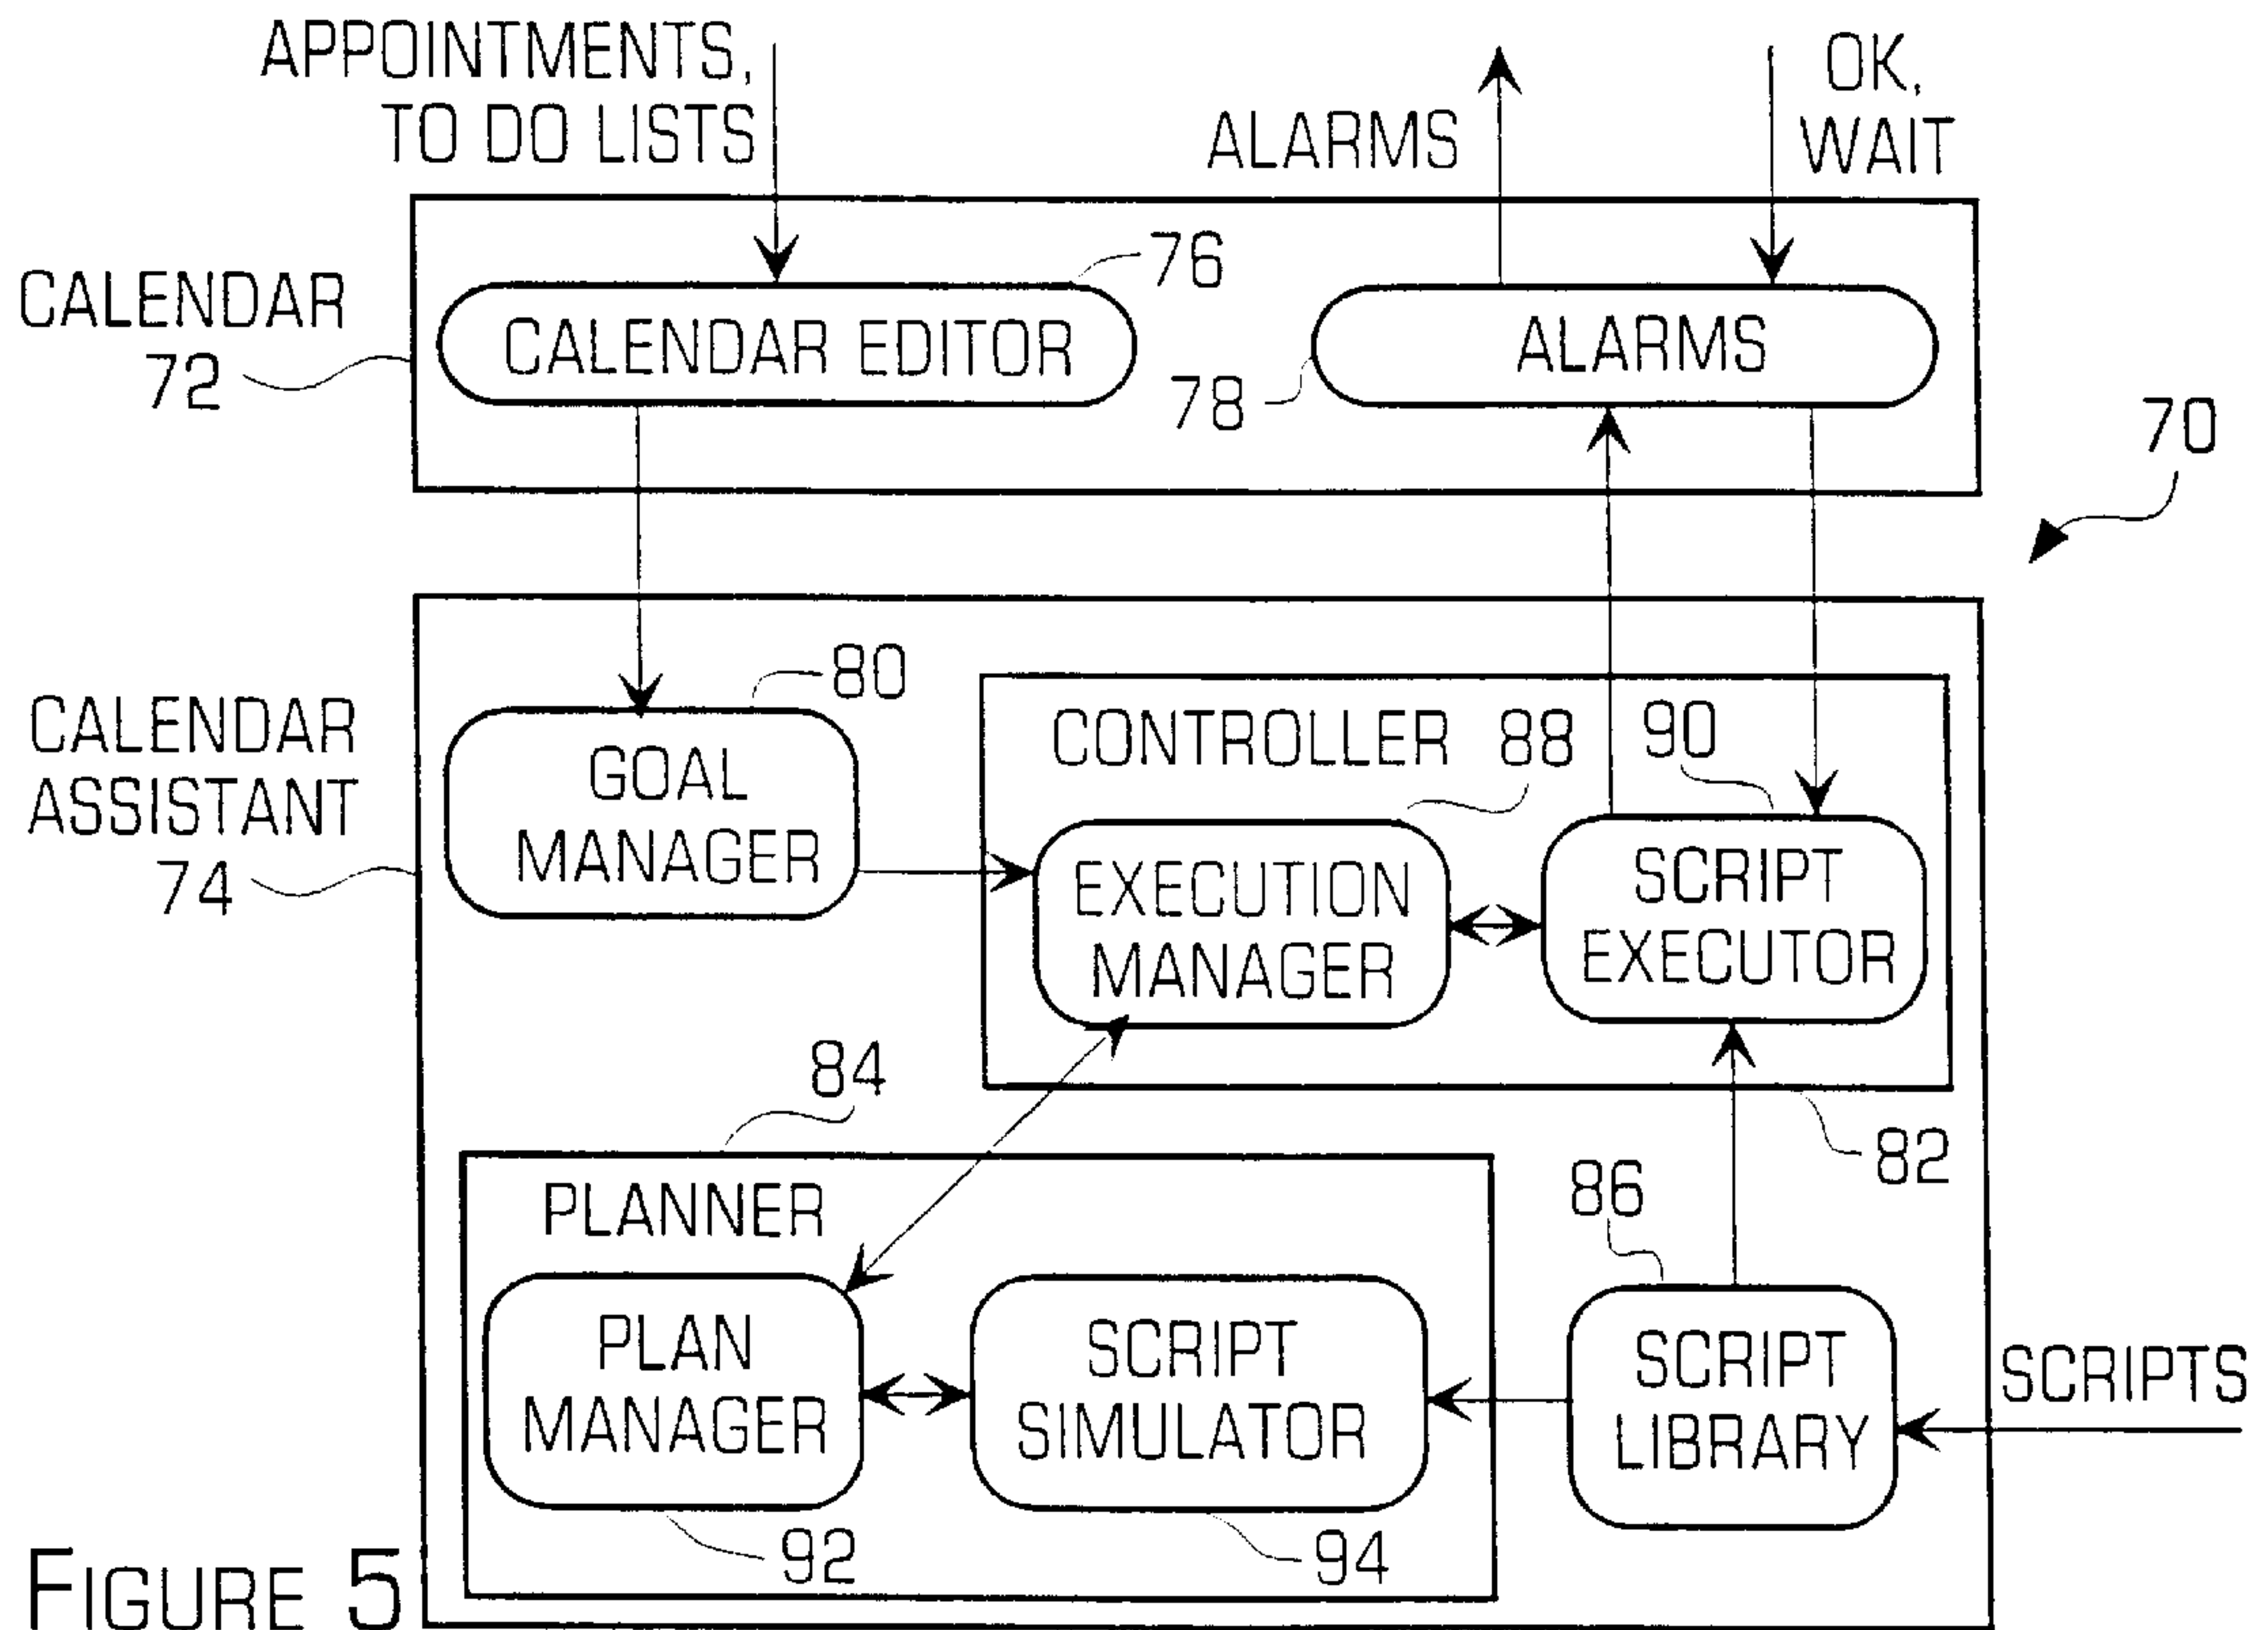 APPOINTMENTS,
TO DO LISTS
ALARMS
OK,
WAIT
CALENDAR
72
76
CALENDAR EDITOR
78
ALARMS
70
CALENDAR
ASSISTANT
74
80
GOAL
MANAGER
CONTROLLER
88
90
EXECUTION
MANAGER
SCRIPT
EXECUTOR
82
84
PLANNER
PLAN
MANAGER
92
SCRIPT
SIMULATOR
94
86
SCRIPT
LIBRARY
SCRIPTS
FIGURE 5